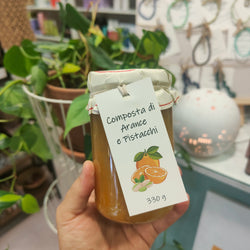 Composta di
Arance
e Pistacchi
330 g